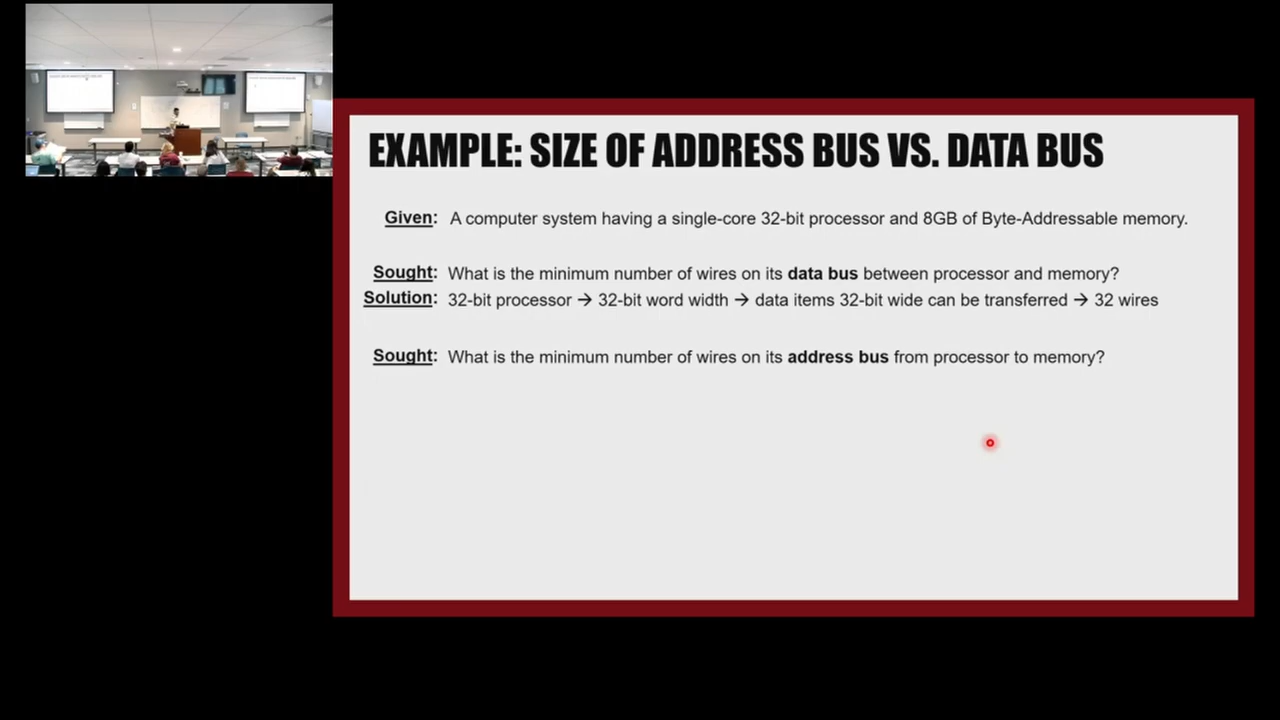 EXAMPLE: SIZE OF ADDRESS BUS VS. DATA BUS
Given: A computer system having a single-core 32-bit processor and 8GB of Byte-Addressable memory.
Sought: What is the minimum number of wires on its data bus between processor and memory?
Solution: 32-bit processor → 32-bit word width → data items 32-bit wide can be transferred → 32 wires
Sought: What is the minimum number of wires on its address bus from processor to memory?